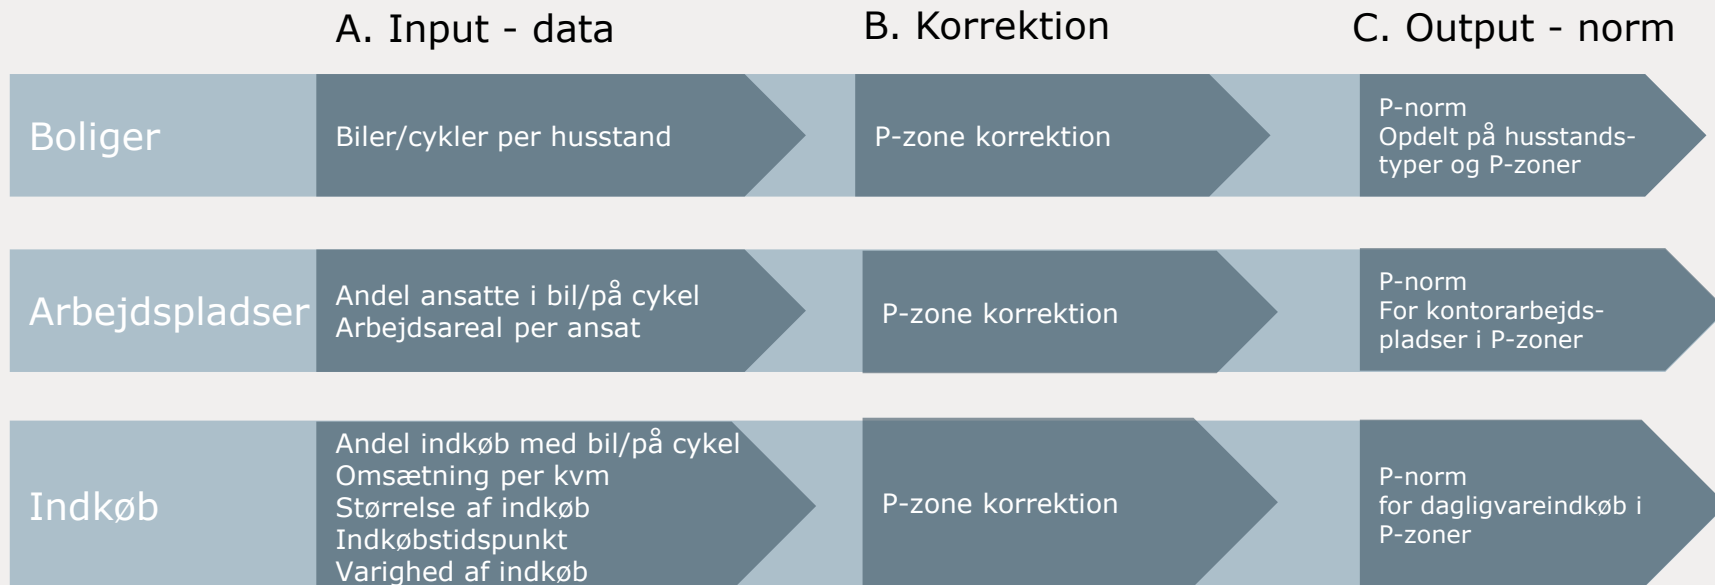 A. Input - data
B. Korrektion
C. Output - norm
Boliger
Biler/cykler per husstand
P-zone korrektion
P-norm
Opdelt på husstands-
typer og P-zoner
Arbejdspladser
Andel ansatte i bil/på cykel
Arbejdsareal per ansat
P-zone korrektion
P-norm
For kontorarbejds-
pladser i P-zoner
Indkøb
Andel indkøb med bil/på cykel
Omsætning per kvm
Størrelse af indkøb
Indkøbstidspunkt
Varighed af indkøb
P-zone korrektion
P-norm
for dagligvareindkøb i
P-zoner